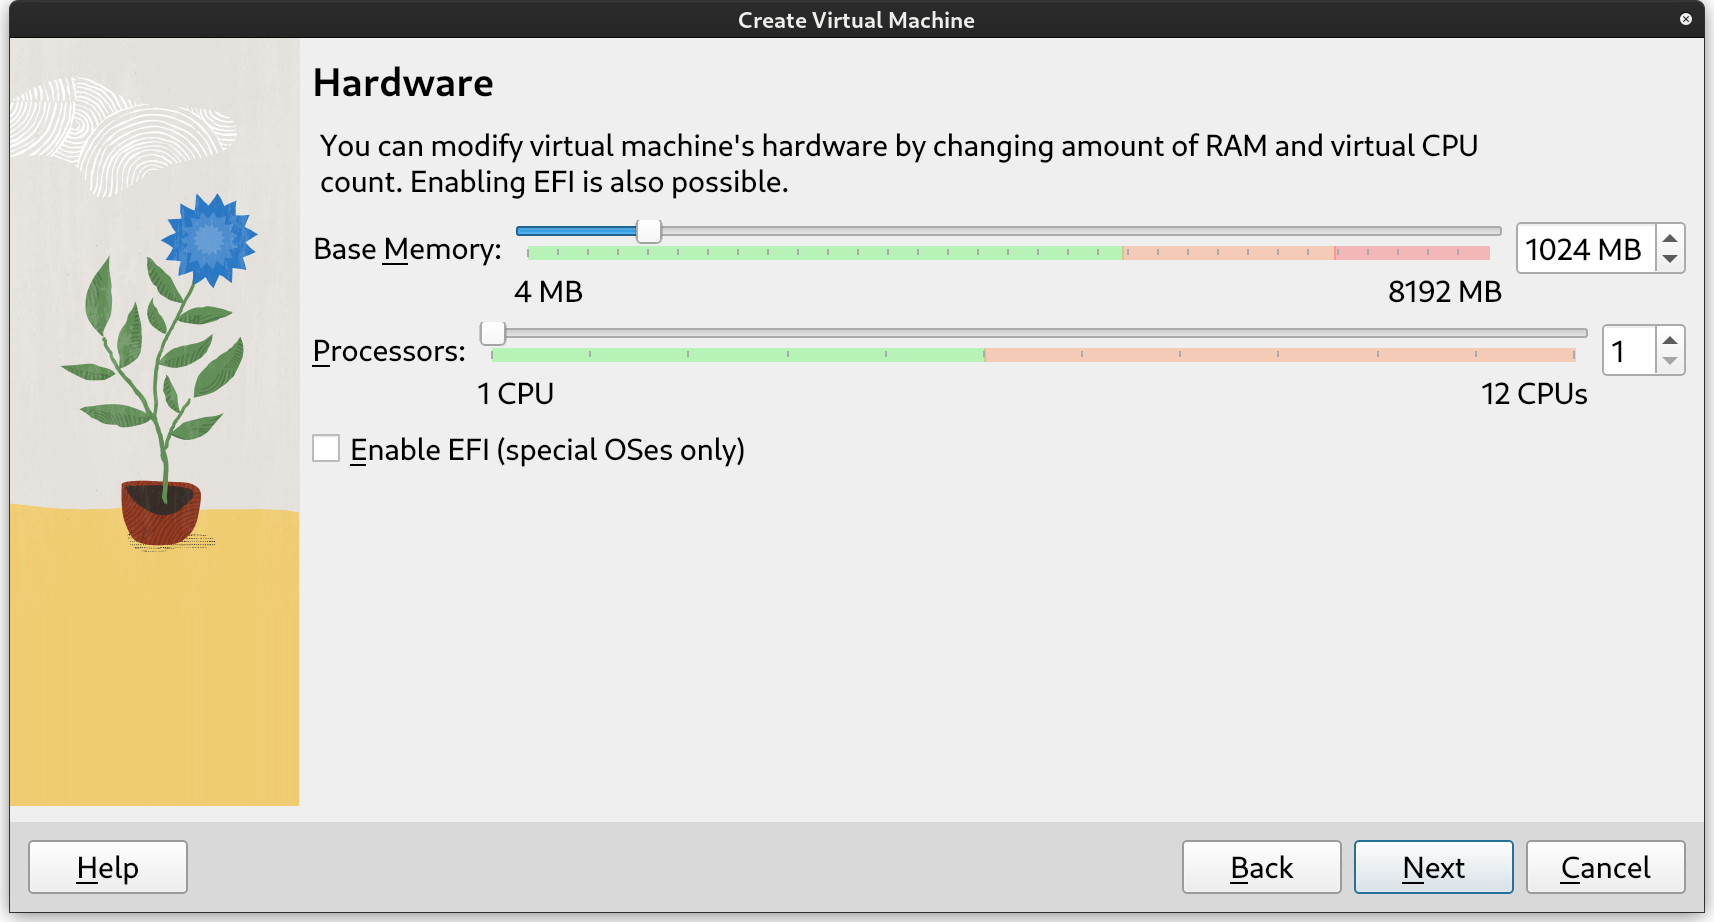 Create Virtual Machine
Hardware
You can modify virtual machine's hardware by changing amount of RAM and virtual CPU
count. Enabling EFI is also possible.
Base Memory:
1024 MB
4 MB
8192 MB
Processors:
1
1 CPU
12 CPUs
Enable EFI (special OSes only)
Help
Back
Next
Cancel